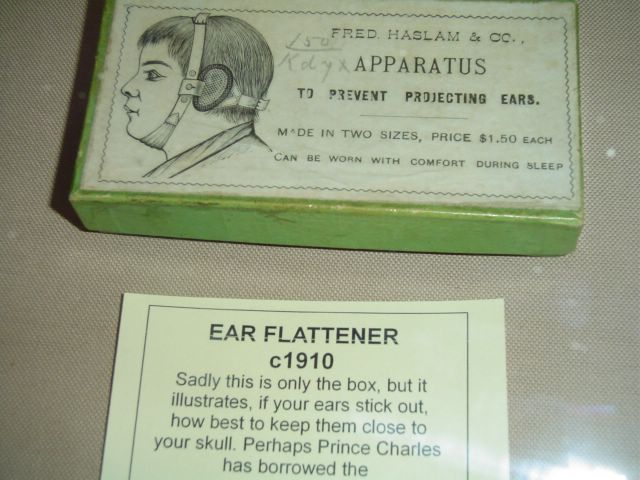 FRED. HASLAM & CO.,
150
APPARATUS
TO PREVENT PROJECTING EARS.
MADE IN TWO SIZES, PRICE $1.50 EACH
CAN BE WORN WITH COMFORT DURING SLEEP
EAR FLATTENER
c1910
Sadly this is only the box, but it
illustrates, if your ears stick out,
how best to keep them close to
your skull. Perhaps Prince Charles
has borrowed the